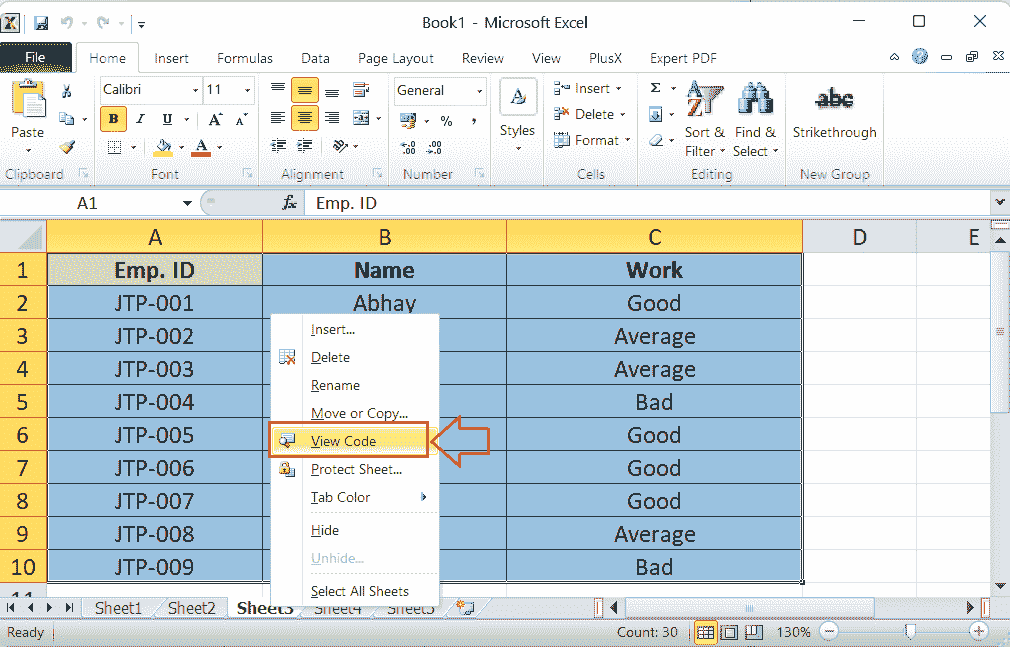 Book1 - Microsoft Excel
File Home Insert Formulas Data Page Layout Review View PlusX Expert PDF
Calibri 11 General Insert Σ
Paste B I U A A % , Styles Delete Sort & Find & abc Strikethrough
A Format Filter Select
Clipboard Font Alignment Number Cells Editing New Group
A1 fx Emp. ID
A B C D E
1 Emp. ID Name Work
2 JTP-001 Abhay Good
3 JTP-002 Average
4 JTP-003 Average
5 JTP-004 Bad
6 JTP-005 Good
7 JTP-006 Good
8 JTP-007 Good
9 JTP-008 Average
10 JTP-009 Bad
Insert...
Delete
Rename
Move or Copy...
View Code
Protect Sheet...
Tab Color
Hide
Unhide...
Select All Sheets
Sheet1 Sheet2 Sheet3 Sheet4 Sheet5
Ready Count: 30 130%